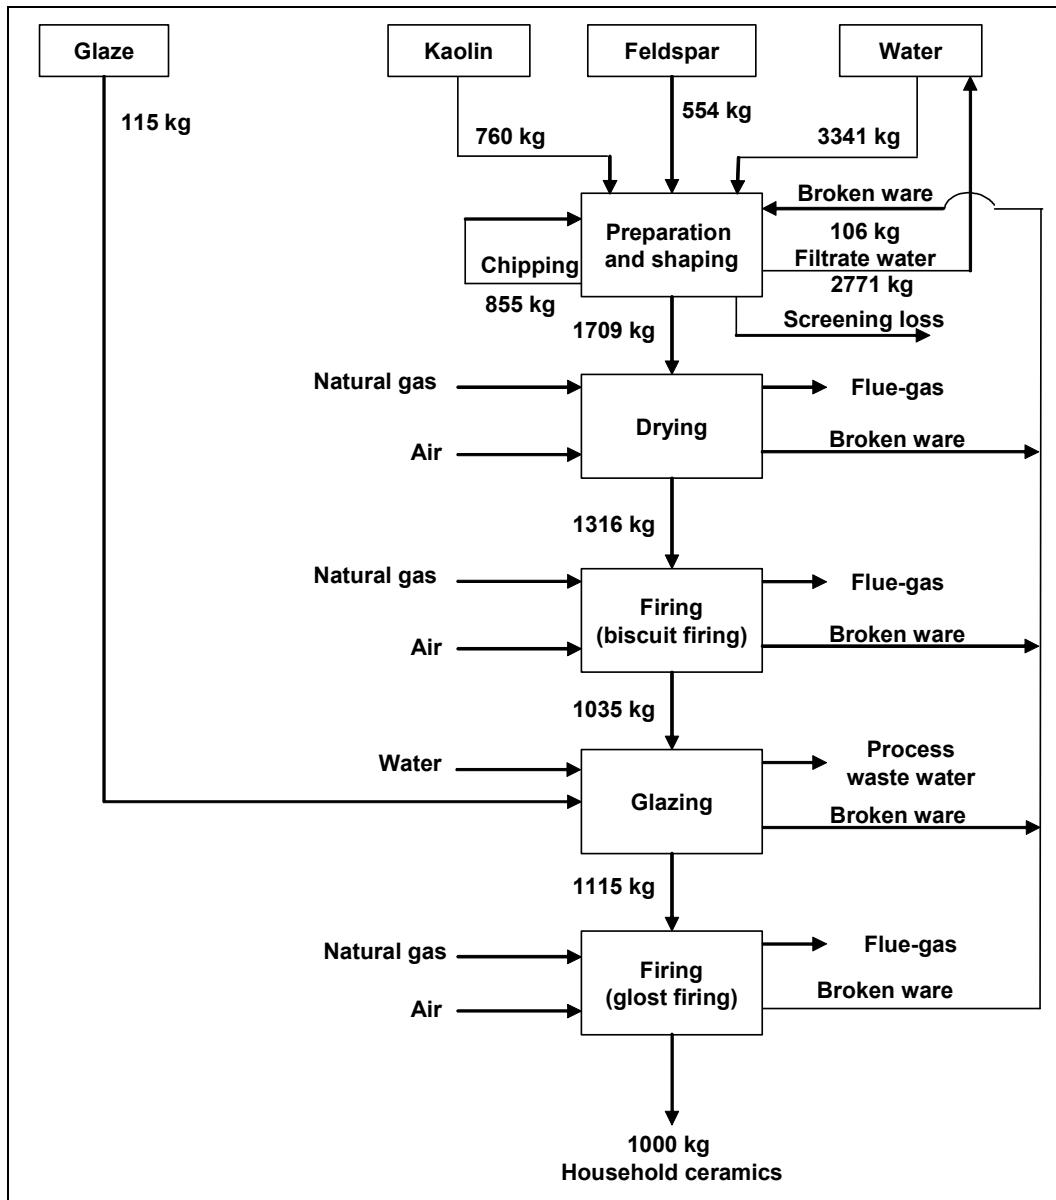 Glaze
Kaolin
Feldspar
Water
115 kg
760 kg
554 kg
3341 kg
Broken ware
106 kg
Preparation
and shaping
Filtrate water
2771 kg
Chipping
855 kg
Screening loss
1709 kg
Natural gas
Flue-gas
Drying
Air
Broken ware
1316 kg
Natural gas
Flue-gas
Firing
(biscuit firing)
Air
Broken ware
1035 kg
Water
Process
waste water
Glazing
Broken ware
1115 kg
Natural gas
Flue-gas
Firing
(glost firing)
Air
Broken ware
1000 kg
Household ceramics